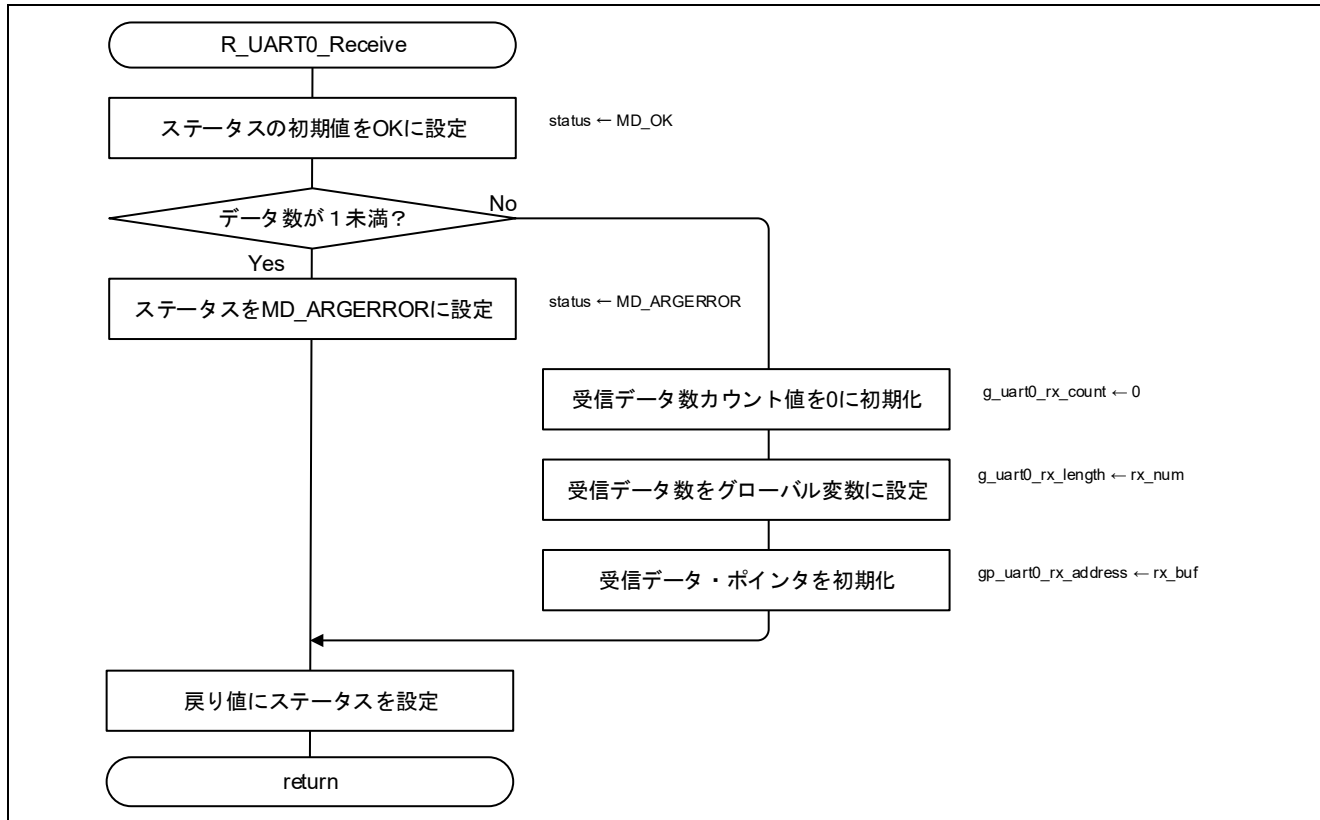 R_UART0_Receive
ステータスの初期値をOKに設定
status ← MD_OK
データ数が１未満？
No
Yes
ステータスをMD_ARGERRORに設定
status ← MD_ARGERROR
受信データ数カウント値を0に初期化
g_uart0_rx_count ← 0
受信データ数をグローバル変数に設定
g_uart0_rx_length ← rx_num
受信データ・ポインタを初期化
gp_uart0_rx_address ← rx_buf
戻り値にステータスを設定
return